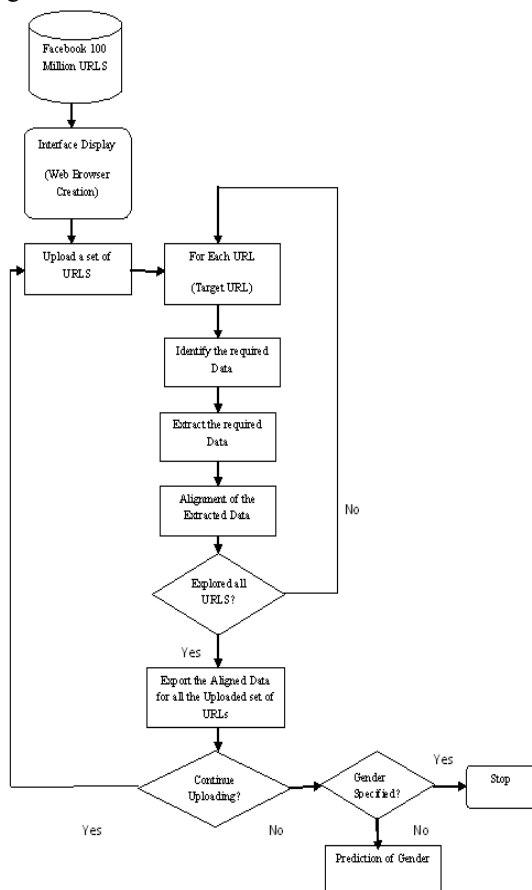 Facebook 100
Million URLS
Interface Display
(Web Browser
Creation)
Upload a set of
URLS
For Each URL
(Target URL)
Identify the required
Data
Extract the required
Data
Alignment of the
Extracted Data
No
Explored all
URLS?
Yes
Export the Aligned Data
for all the Uploaded set of
URLs
Continue
Uploading?
Yes
No
Gender
Specified?
Yes
Stop
No
Prediction of Gender